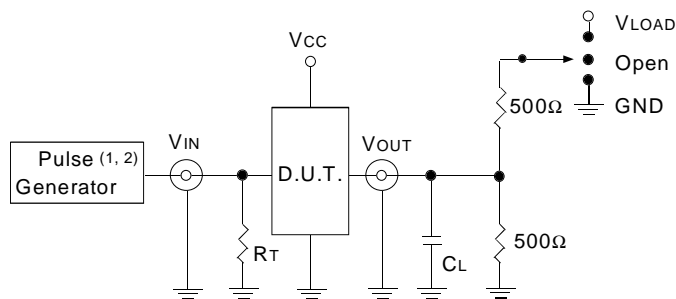 VLOAD
VCC
Open
500Ω
GND
VIN
VOUT
Pulse (1, 2)
Generator
D.U.T.
RT
CL
500Ω